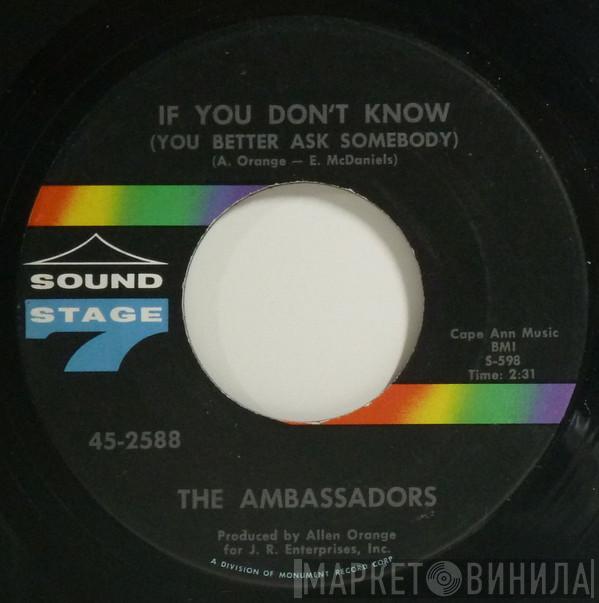 IF YOU DON'T KNOW
(YOU BETTER ASK SOMEBODY)
(A. Orange — E. McDaniels)
SOUND
STAGE
7
Cape Ann Music
BMI
S-598
Time: 2:31
45-2588
THE AMBASSADORS
Produced by Allen Orange
for J. R. Enterprises, Inc.
A DIVISION OF MONUMENT RECORD CORP.
МАРКЕТ ВИНИЛА